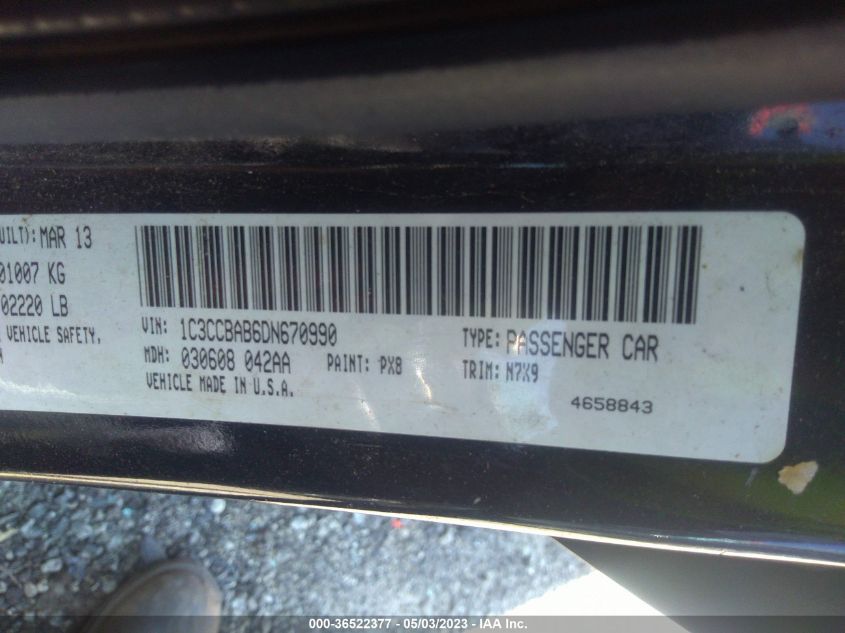 UILT): MAR 13
01007 KG
02220 LB
VEHICLE SAFETY,
N
VIN: 1C3CCBAB6DN670990
TYPE: PASSENGER CAR
MDH: 030608 042AA
PAINT: PX8
TRIM: N7X9
VEHICLE MADE IN U.S.A.
4658843
000-36522377 - 05/03/2023 - IAA Inc.